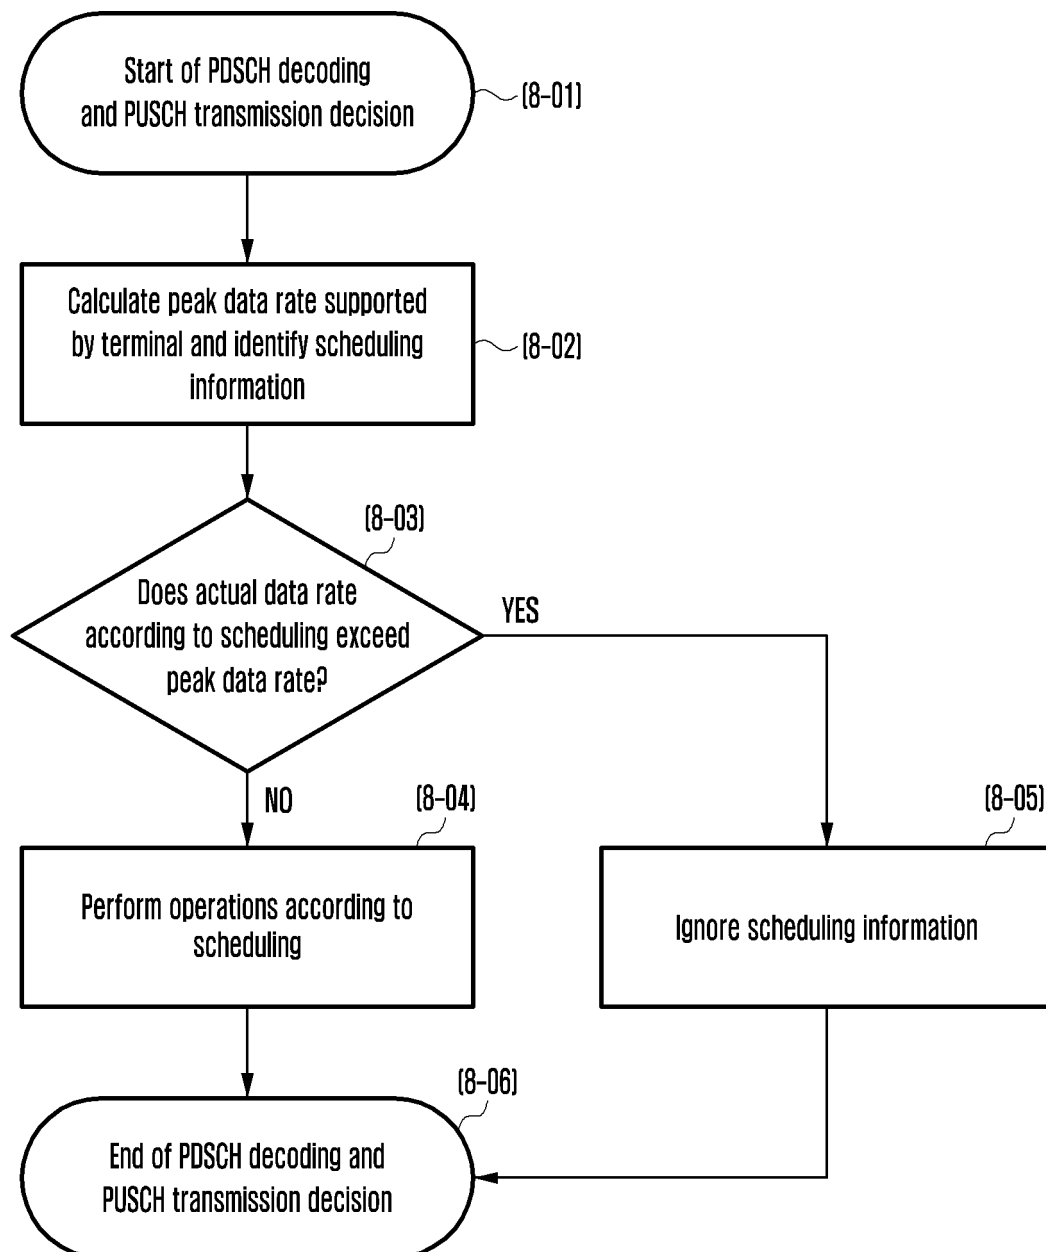 Start of PDSCH decoding
and PUSCH transmission decision
(8-01)
Calculate peak data rate supported
by terminal and identify scheduling
information
(8-02)
(8-03)
Does actual data rate
according to scheduling exceed
peak data rate?
YES
NO
(8-04)
(8-05)
Perform operations according to
scheduling
Ignore scheduling information
(8-06)
End of PDSCH decoding and
PUSCH transmission decision